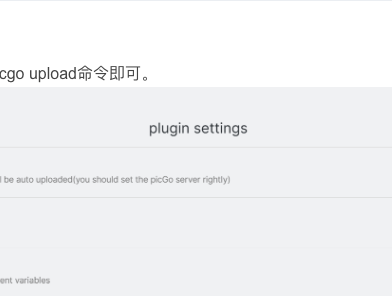 cgo upload命令即可。
plugin settings
be auto uploaded(you should set the picGo server rightly)
ent variables